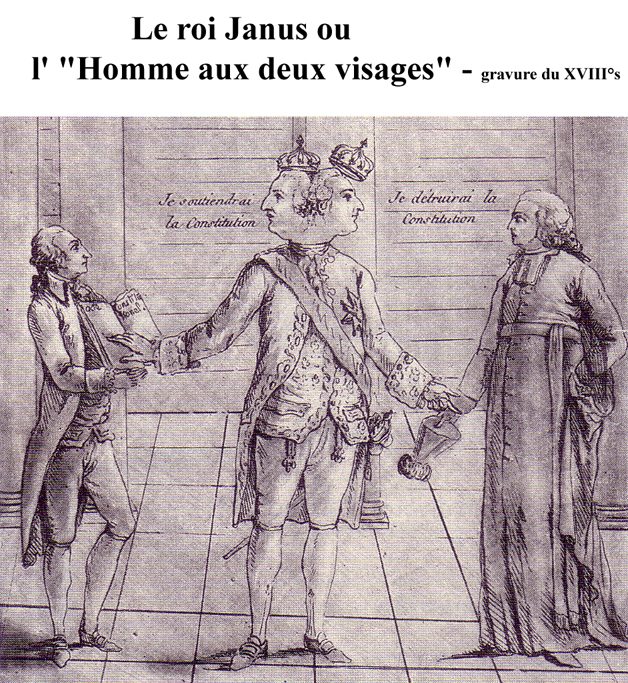 Le roi Janus ou
l' "Homme aux deux visages" - gravure du XVIII°s
Je soutiendrai
la Constitution
Je détruirai la
Constitution